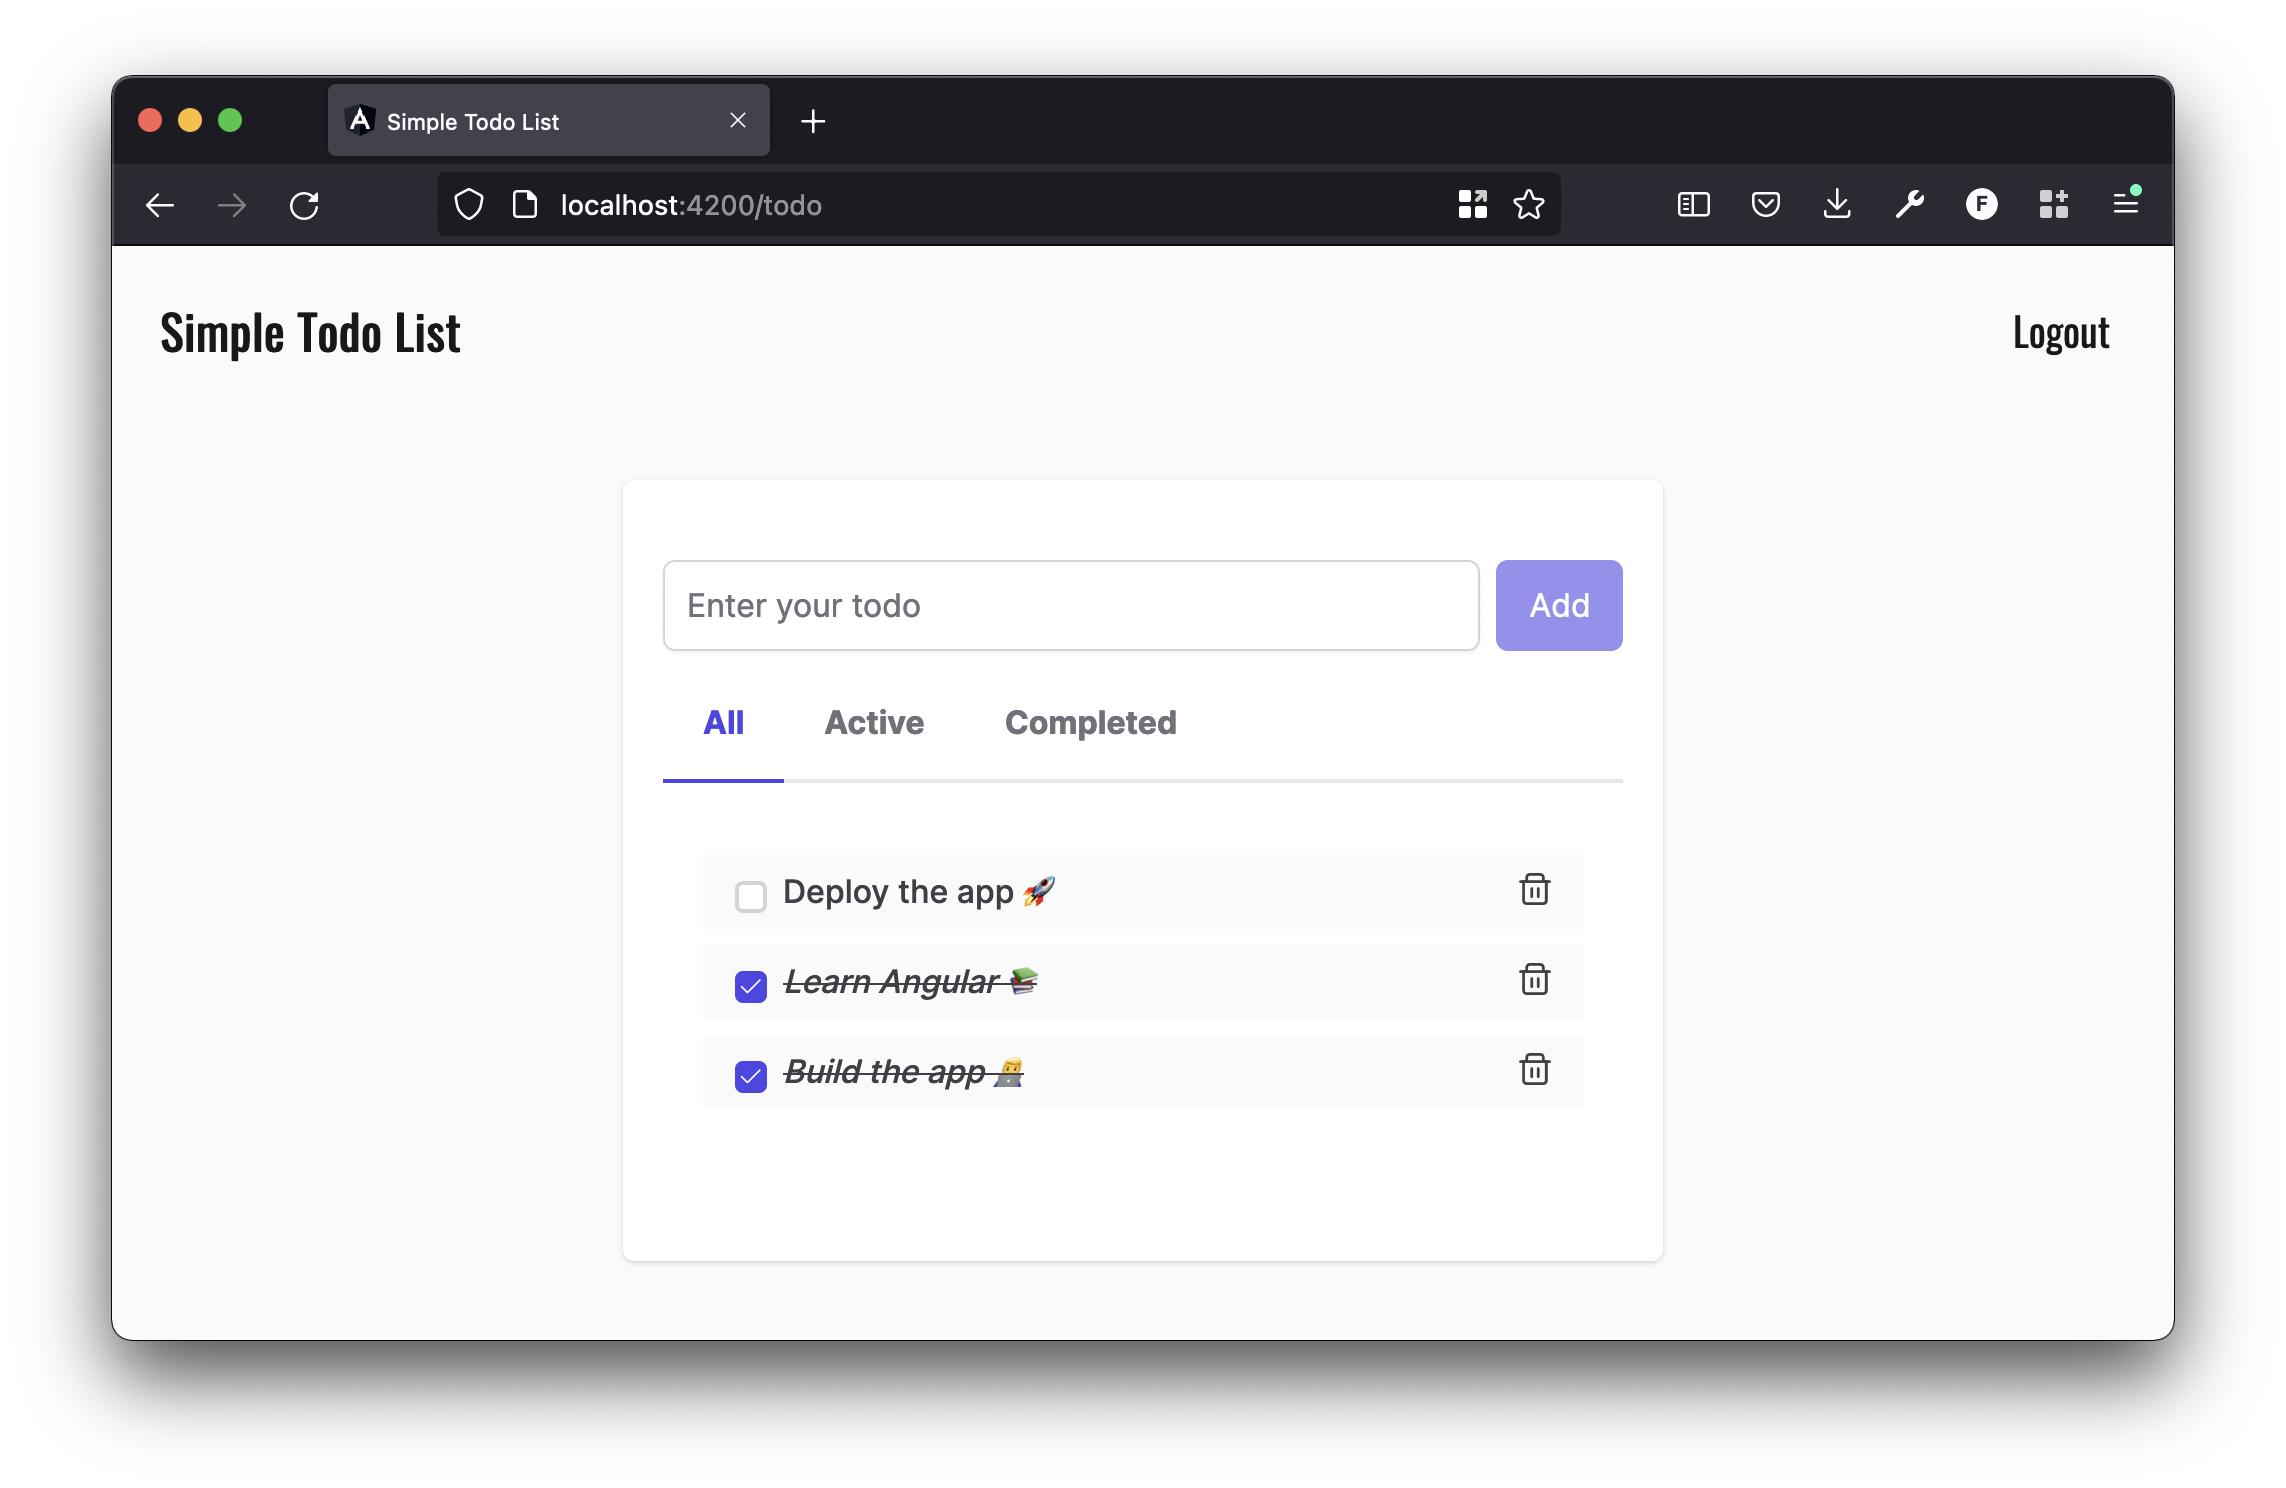 Simple Todo List
localhost:4200/todo
Simple Todo List
Logout
Enter your todo
Add
All Active Completed
Deploy the app 🚀
Learn Angular 📚
Build the app 👨‍💻